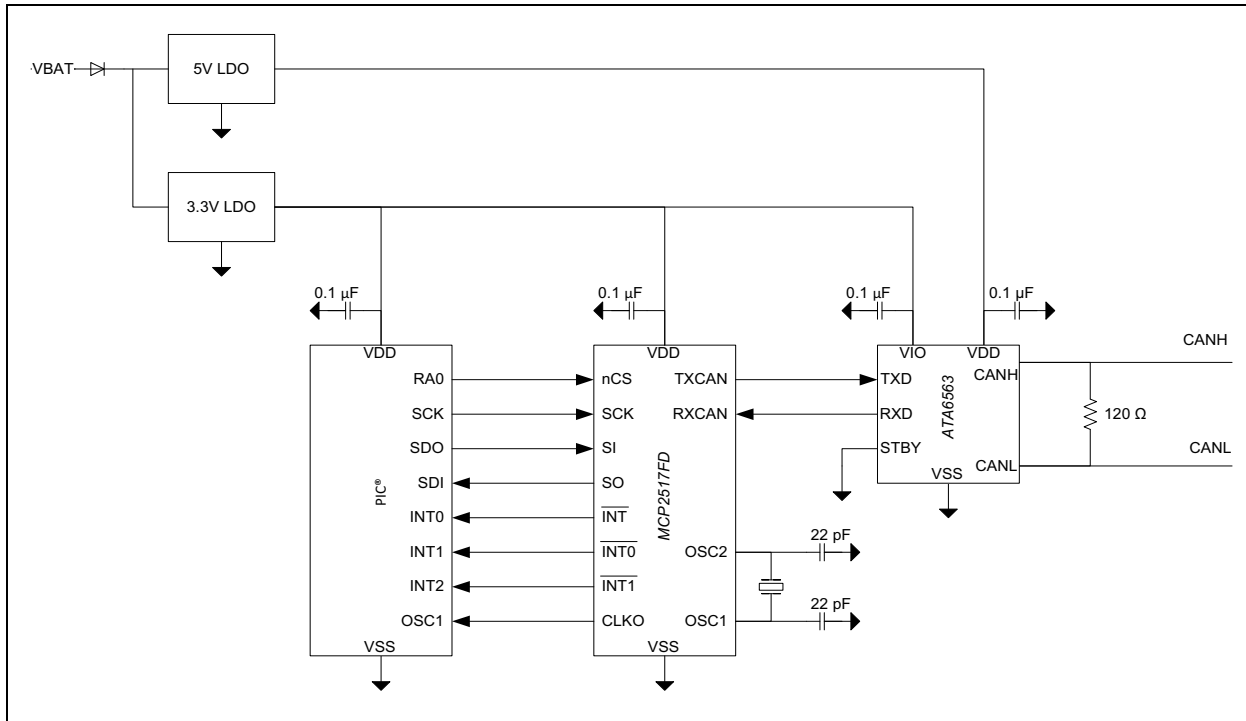 VBAT
5V LDO
3.3V LDO
0.1 µF
0.1 µF
0.1 µF
0.1 µF
VDD
RA0
SCK
SDO
SDI
INT0
INT1
INT2
OSC1
VSS
PIC®
VDD
nCS
SCK
SI
SO
INT
INT0
INT1
CLKO
TXCAN
RXCAN
OSC2
OSC1
VSS
MCP2517FD
22 pF
22 pF
VIO
VDD
TXD
RXD
STBY
CANH
CANL
VSS
ATA6563
CANH
120 Ω
CANL